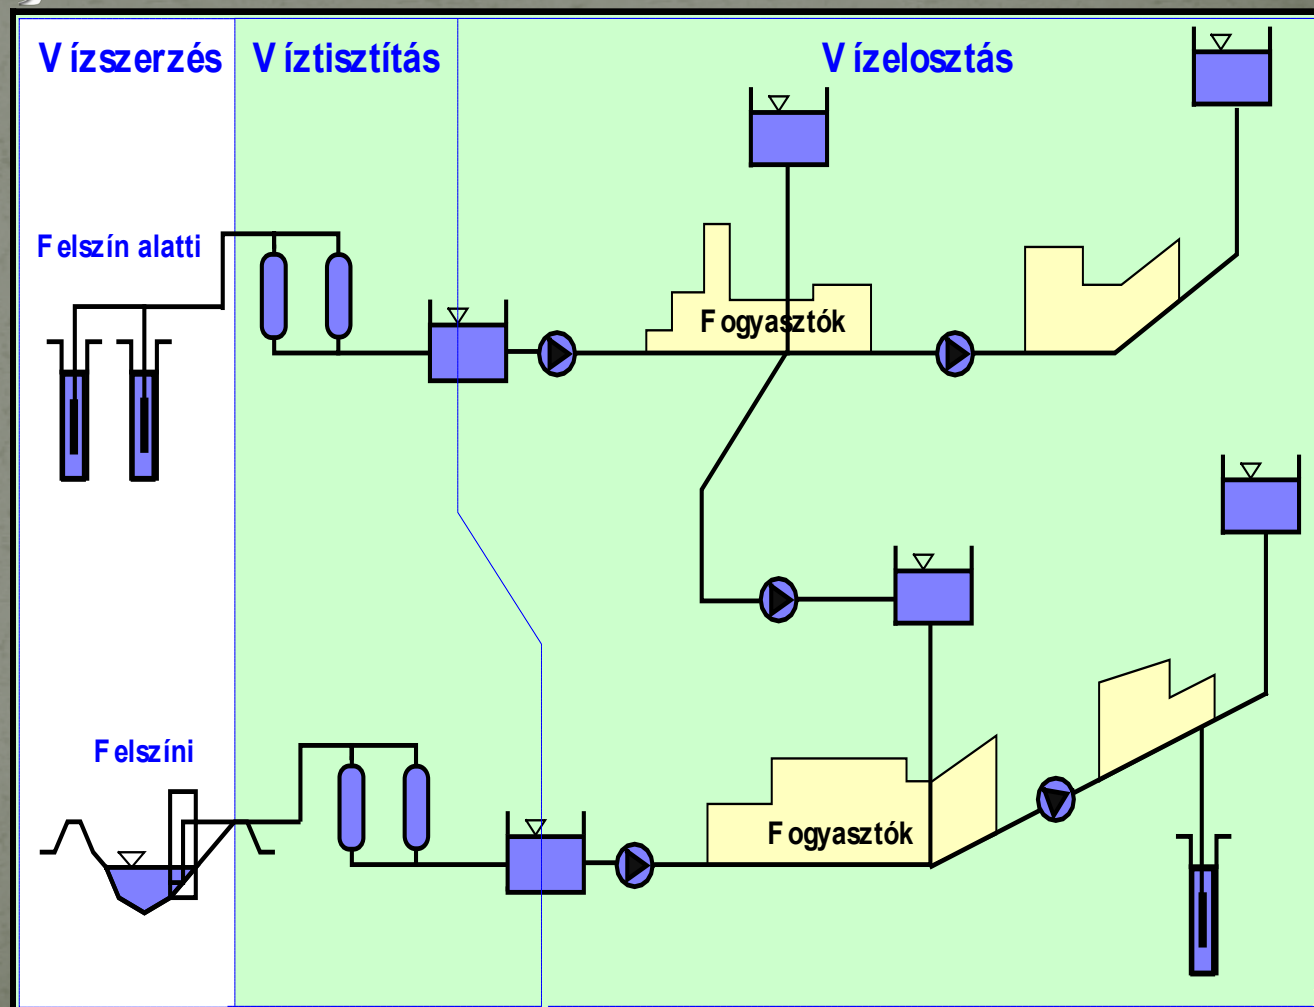 Vízszerzés
Víztisztítás
Vízelosztás
Felszín alatti
Fogyasztók
Felszíni
Fogyasztók